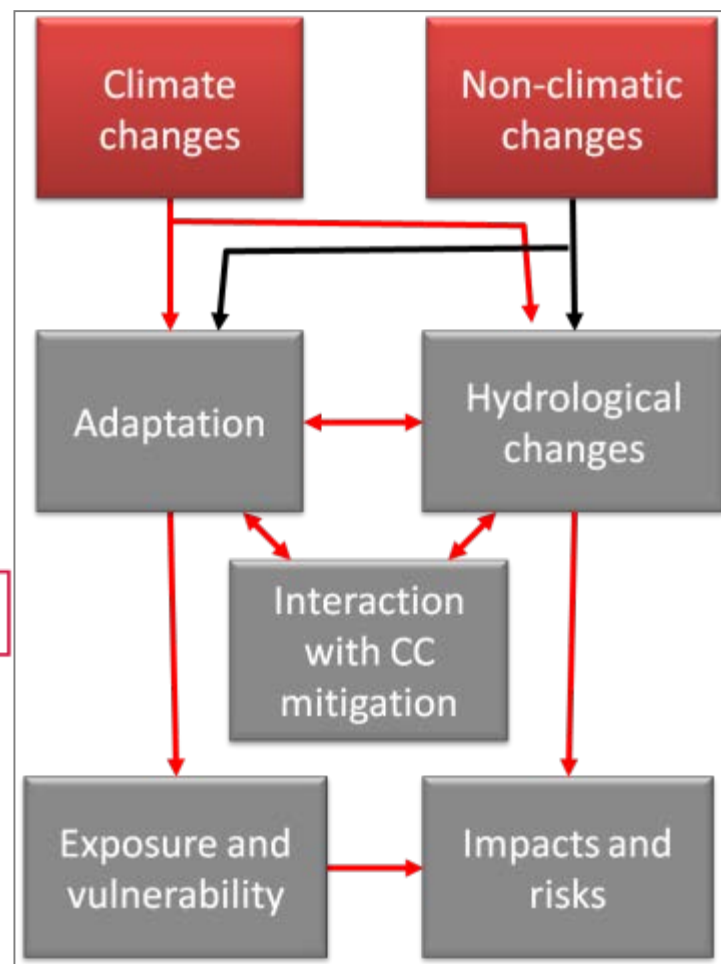 Climate
changes
Non-climatic
changes
Adaptation
Hydrological
changes
Interaction
with CC
mitigation
Exposure and
vulnerability
Impacts and
risks